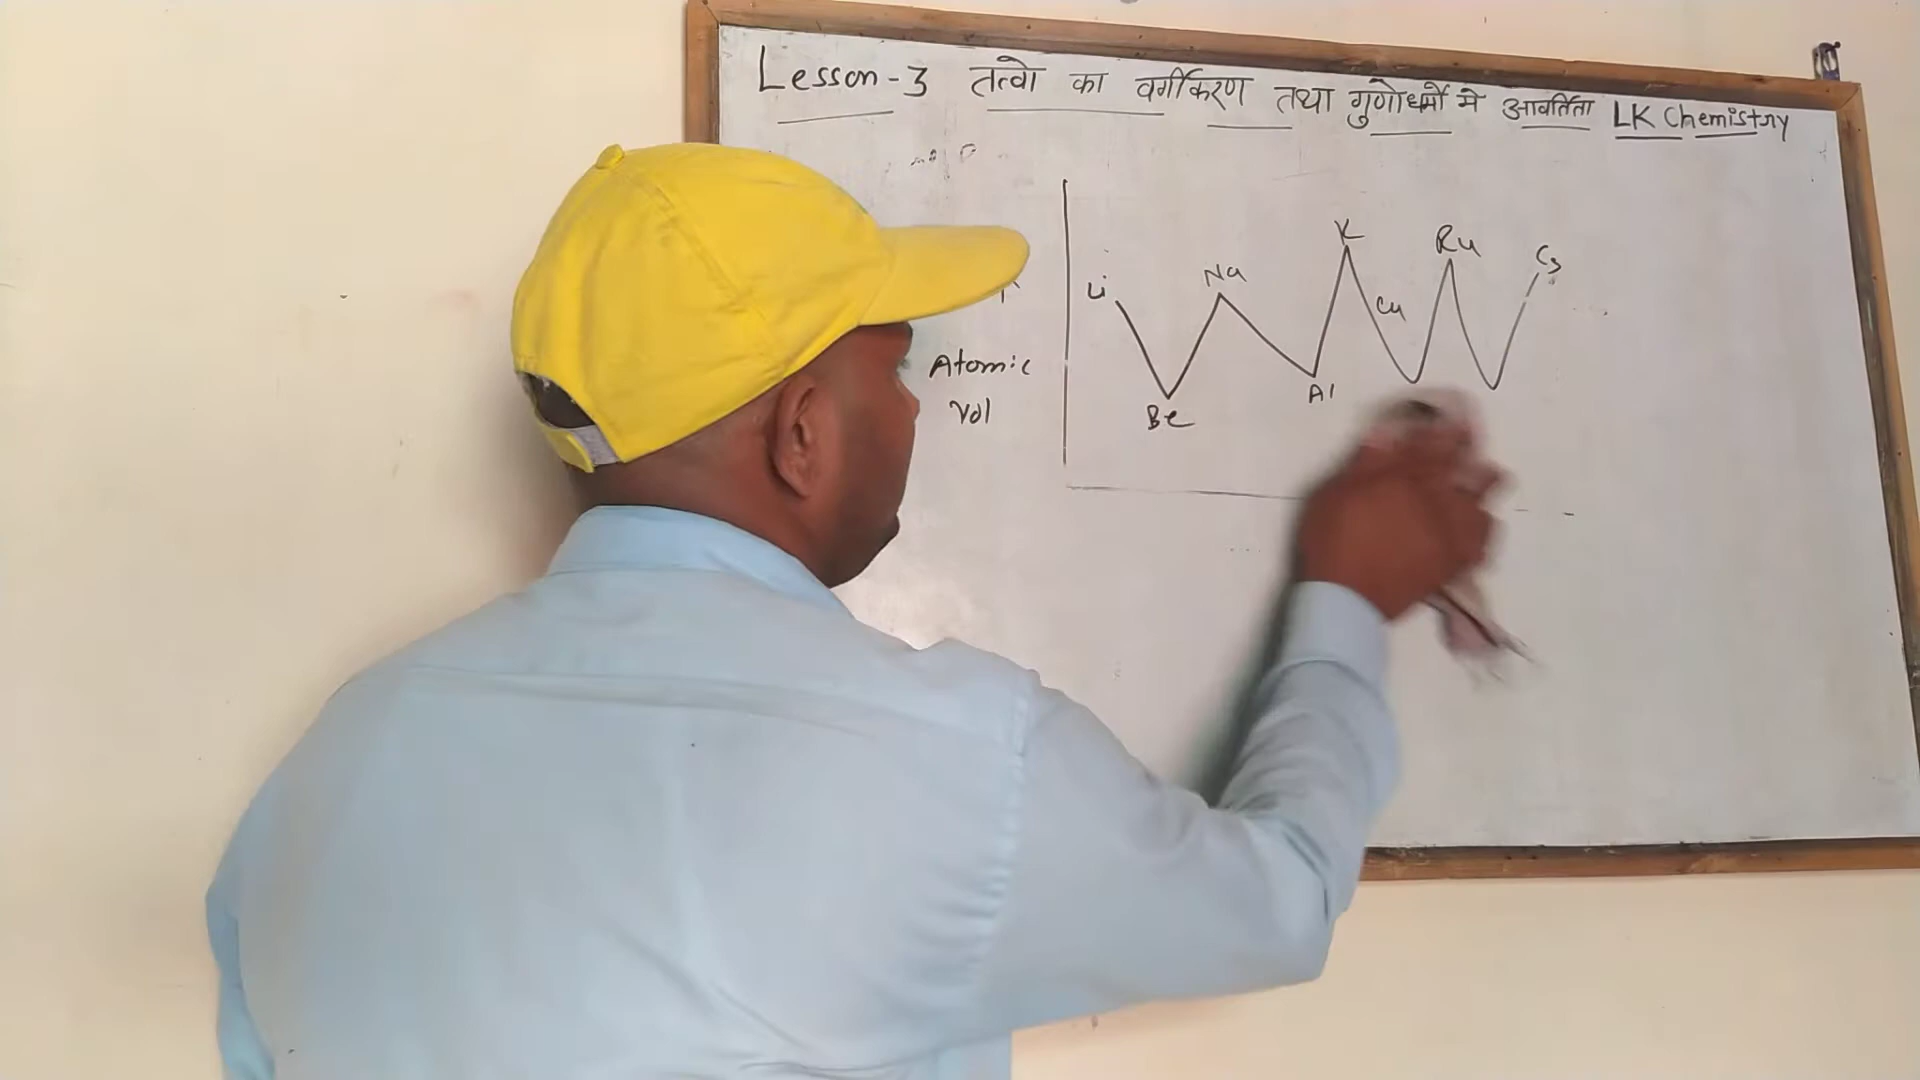 Lesson-3 तत्वो का वर्गीकरण तथा गुणोधर्मो मे आवर्तिता LK Chemistry
K
Ru
Cs
Na
Li
Cu
Atomic
Vol
Al
Be